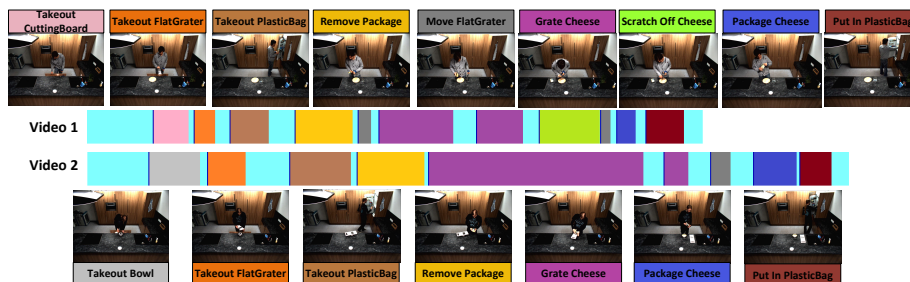 Takeout CuttingBoard
Takeout FlatGrater
Takeout PlasticBag
Remove Package
Move FlatGrater
Grate Cheese
Scratch Off Cheese
Package Cheese
Put In PlasticBag
Video 1
Video 2
Takeout Bowl
Takeout FlatGrater
Takeout PlasticBag
Remove Package
Grate Cheese
Package Cheese
Put In PlasticBag